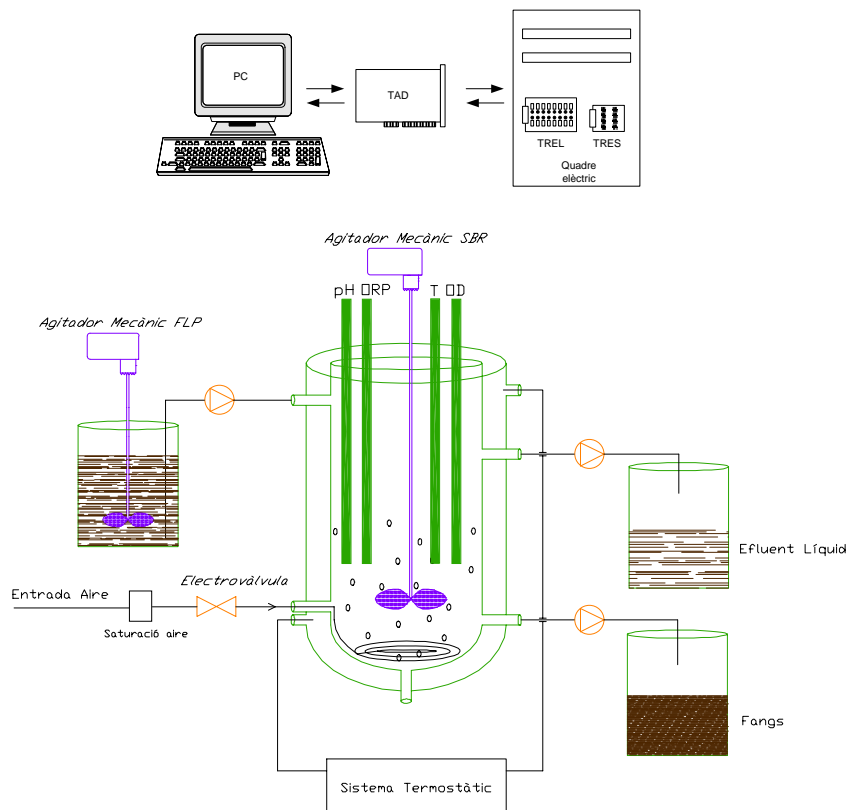 PC
TAD
TREL
TRES
Quadre
elèctric
Agitador Mecànic SBR
pH ORP T OD
Agitador Mecànic FLP
Efluent Líquid
Electrovàlvula
Entrada Aire
Saturació aire
Fangs
Sistema Termostàtic